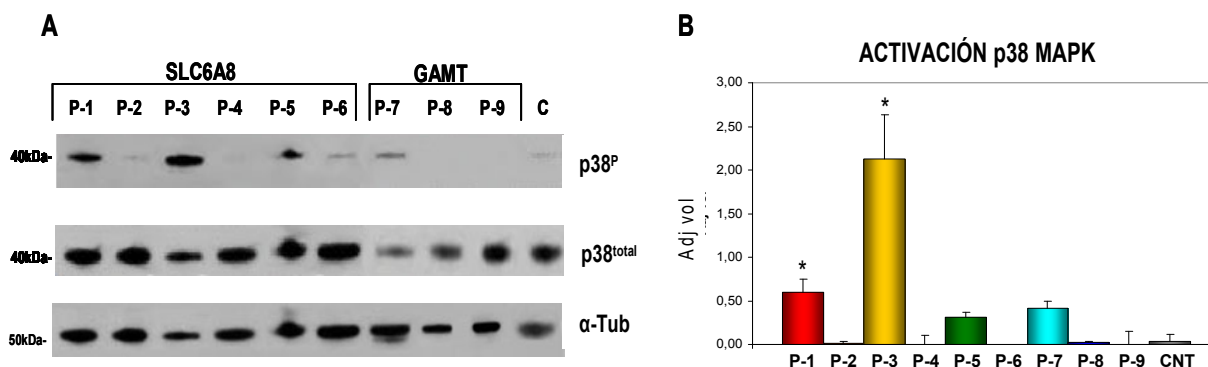 A
SLC6A8
GAMT
P-1 P-2 P-3 P-4 P-5 P-6 P-7 P-8 P-9 C
40kDa-
p38ᴾ
40kDa-
p38ᵗᵒᵗᵃˡ
50kDa-
α-Tub
B
ACTIVACIÓN p38 MAPK
3,00
2,50
2,00
1,50
1,00
0,50
0,00
Adj vol
*
*
P-1 P-2 P-3 P-4 P-5 P-6 P-7 P-8 P-9 CNT